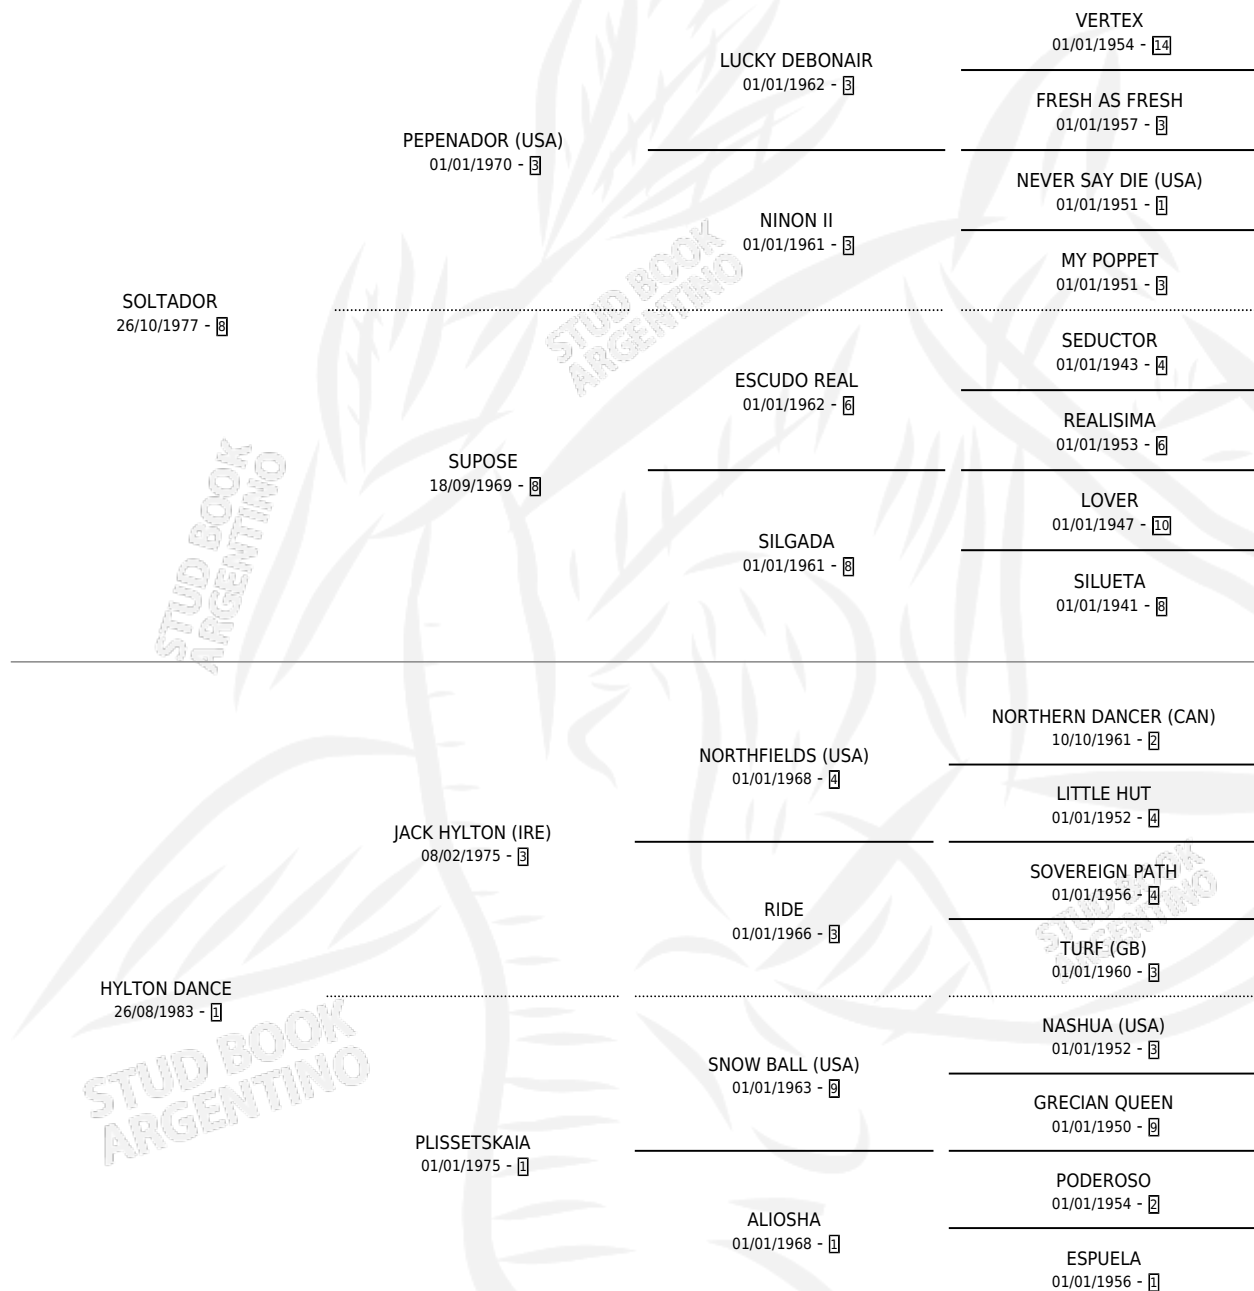 VERTEX
01/01/1954 - 14
LUCKY DEBONAIR
01/01/1962 - 3
FRESH AS FRESH
01/01/1957 - 3
PEPENADOR (USA)
01/01/1970 - 3
NEVER SAY DIE (USA)
01/01/1951 - 1
NINON II
01/01/1961 - 3
MY POPPET
01/01/1951 - 3
SOLTADOR
26/10/1977 - 8
SEDUCTOR
01/01/1943 - 4
ESCUDO REAL
01/01/1962 - 6
REALISIMA
01/01/1953 - 6
SUPOSE
18/09/1969 - 8
LOVER
01/01/1947 - 10
SILGADA
01/01/1961 - 8
SILUETA
01/01/1941 - 8
NORTHERN DANCER (CAN)
10/10/1961 - 2
NORTHFIELDS (USA)
01/01/1968 - 4
LITTLE HUT
01/01/1952 - 4
JACK HYLTON (IRE)
08/02/1975 - 3
SOVEREIGN PATH
01/01/1956 - 4
RIDE
01/01/1966 - 3
TURF (GB)
01/01/1960 - 3
HYLTON DANCE
26/08/1983 - 1
NASHUA (USA)
01/01/1952 - 3
SNOW BALL (USA)
01/01/1963 - 9
GRECIAN QUEEN
01/01/1950 - 9
PLISSETSKAIA
01/01/1975 - 1
PODEROSO
01/01/1954 - 2
ALIOSHA
01/01/1968 - 1
ESPUELA
01/01/1956 - 1
STUD BOOK
ARGENTINO
STUD BOOK
ARGENTINO
STUD BOOK
ARGENTINO
STUD BOOK
ARGENTINO